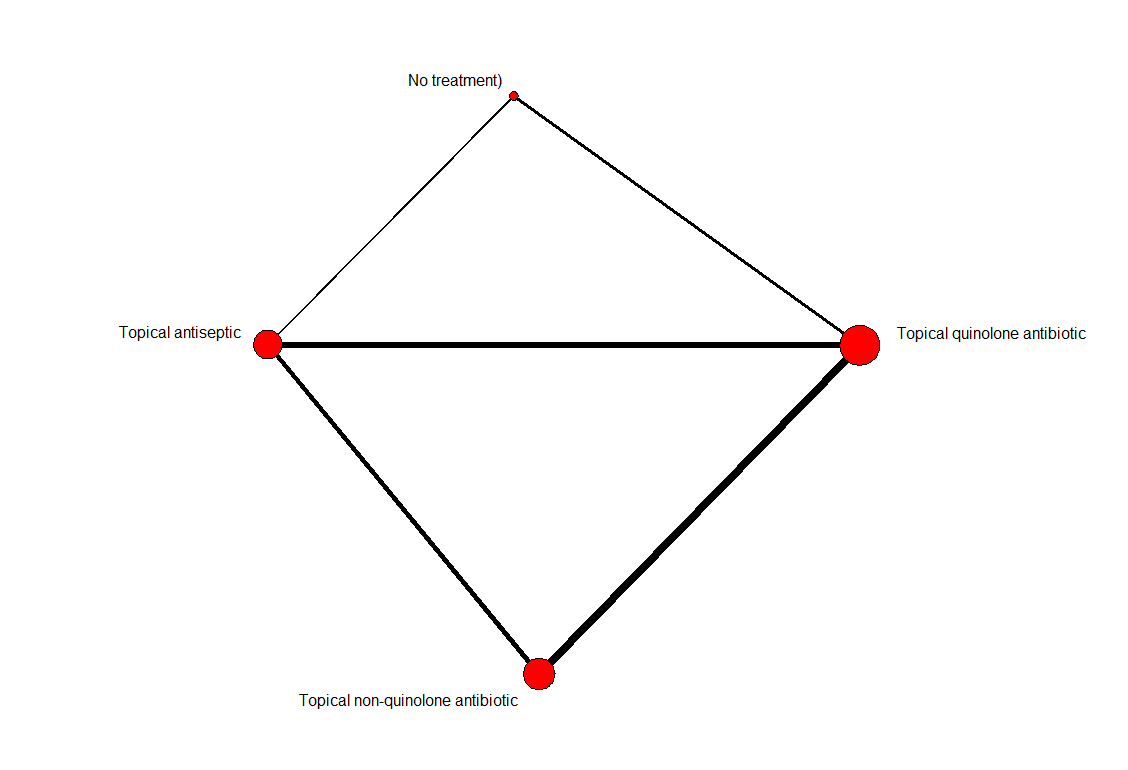 No treatment)
Topical antiseptic
Topical quinolone antibiotic
Topical non-quinolone antibiotic